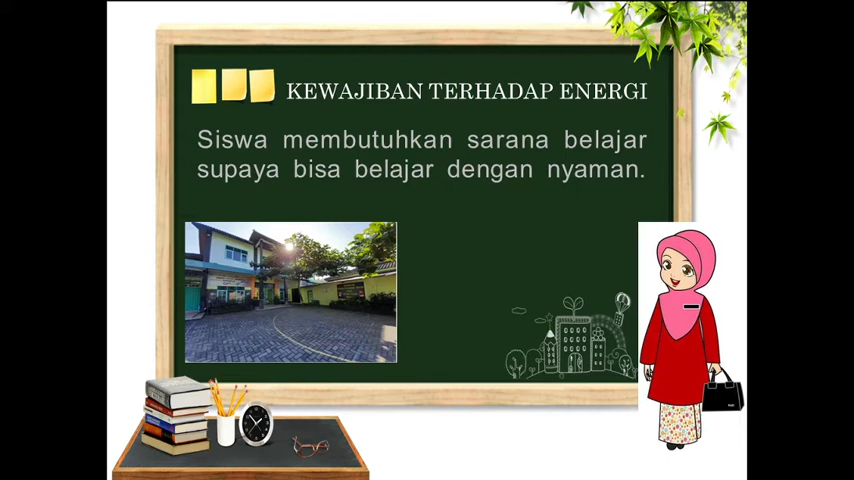 KEWAJIBAN TERHADAP ENERGI
Siswa membutuhkan sarana belajar
supaya bisa belajar dengan nyaman.